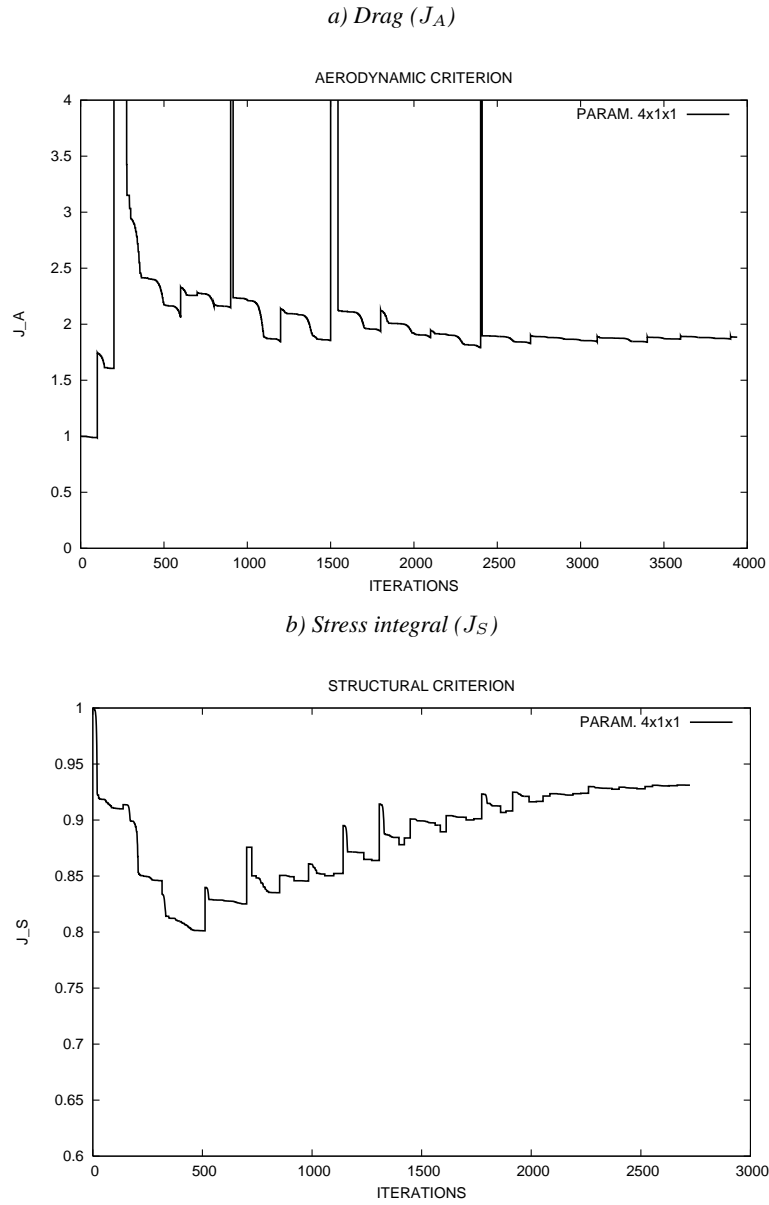 a) Drag (J_A)
AERODYNAMIC CRITERION
PARAM. 4x1x1
4
3.5
3
2.5
2
1.5
1
0.5
0
J_A
0 500 1000 1500 2000 2500 3000 3500 4000
ITERATIONS
b) Stress integral (J_S)
STRUCTURAL CRITERION
PARAM. 4x1x1
1
0.95
0.9
0.85
0.8
0.75
0.7
0.65
0.6
J_S
0 500 1000 1500 2000 2500 3000
ITERATIONS